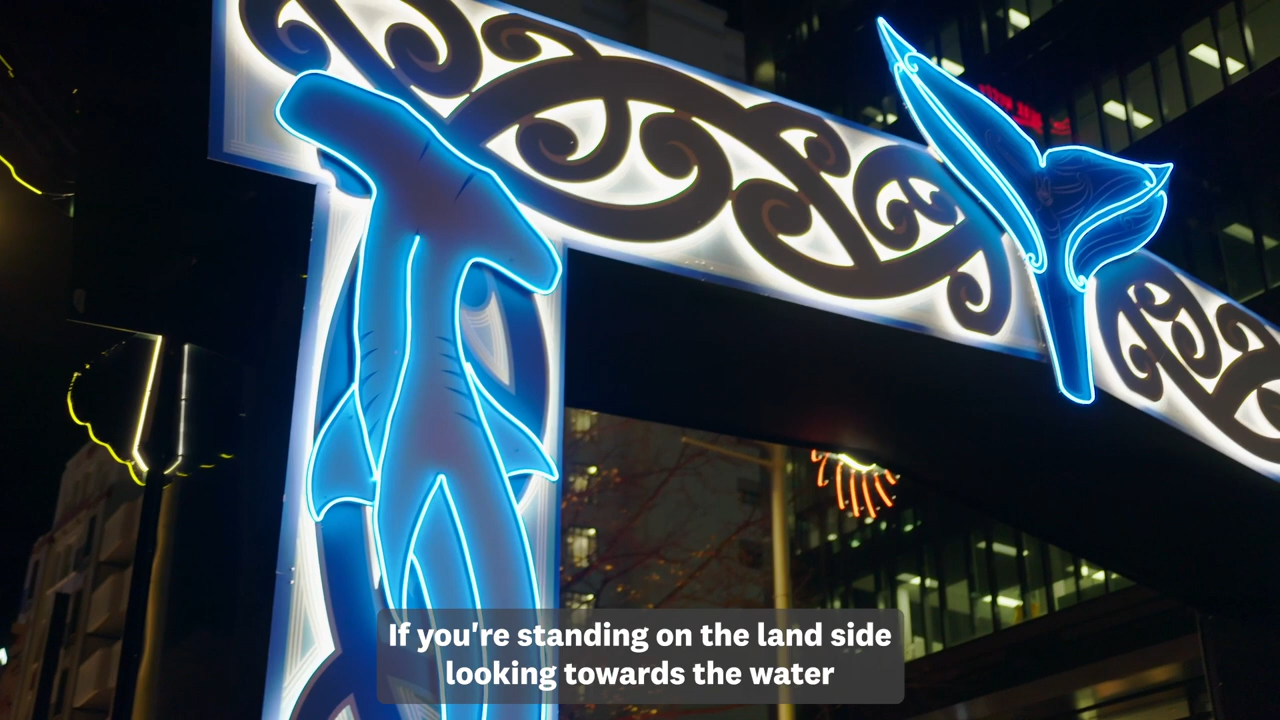 If you're standing on the land side
looking towards the water